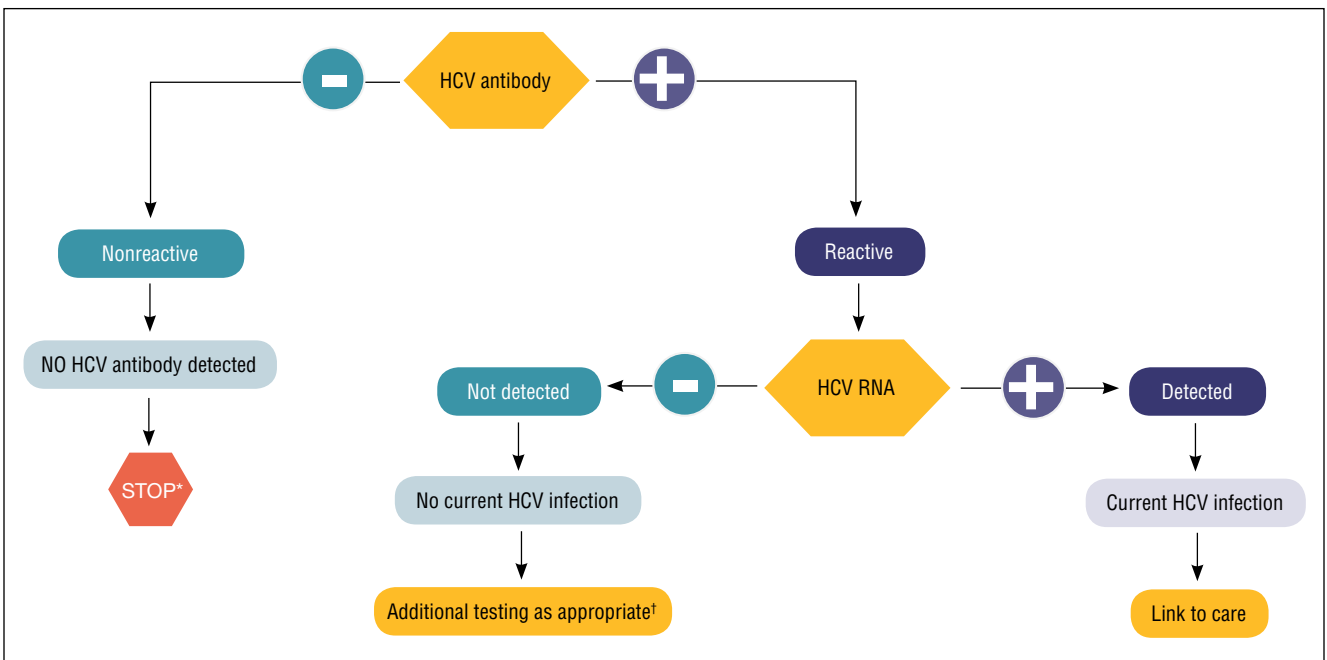 HCV antibody
Nonreactive
Reactive
NO HCV antibody detected
Not detected
HCV RNA
Detected
STOP*
No current HCV infection
Current HCV infection
Additional testing as appropriate†
Link to care